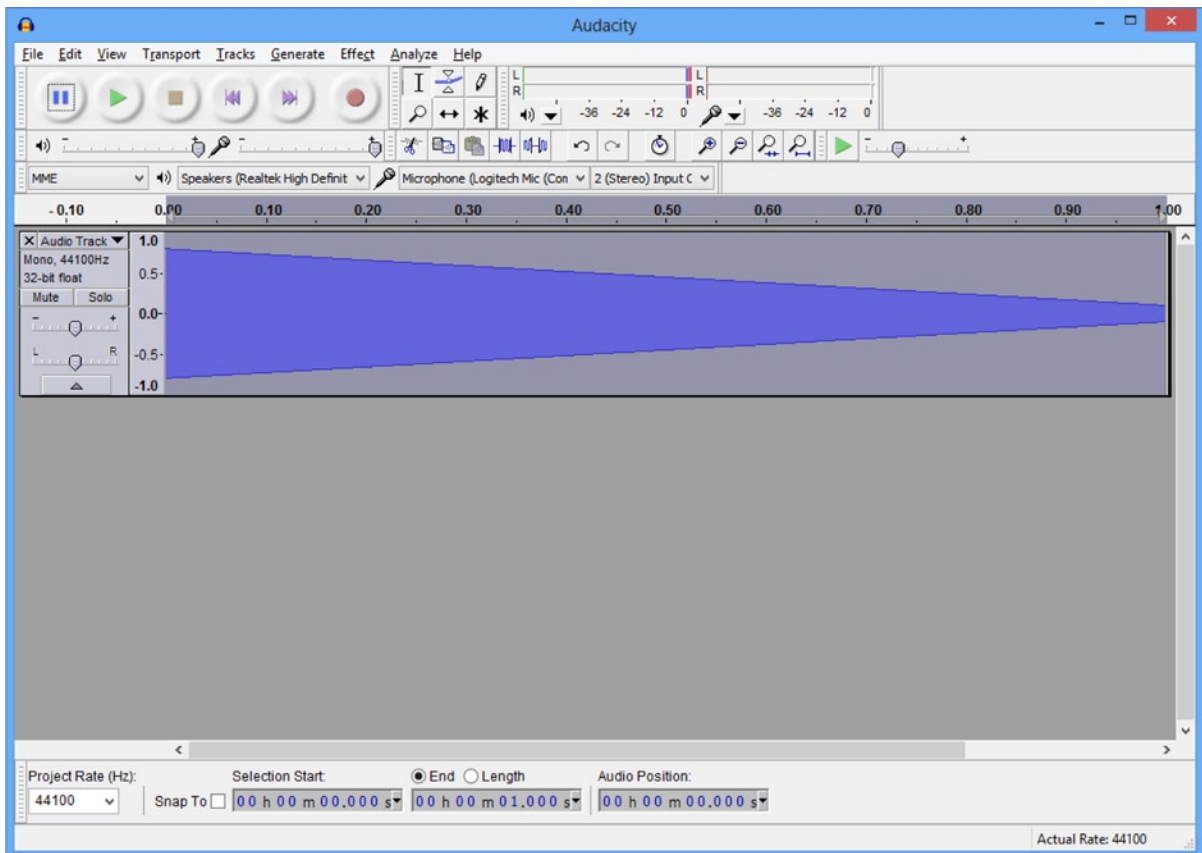 Audacity
File Edit View Transport Tracks Generate Effect Analyze Help
L L
R R
-36 -24 -12 0 -36 -24 -12 0
- + - + - +
MME Speakers (Realtek High Definit Microphone (Logitech Mic (Con 2 (Stereo) Input C
- 0.10 0.00 0.10 0.20 0.30 0.40 0.50 0.60 0.70 0.80 0.90 1.00
X Audio Track 1.0
Mono, 44100Hz
32-bit float 0.5-
Mute Solo
- + 0.0-
L R -0.5-
-1.0
Project Rate (Hz): Selection Start: End Length Audio Position:
44100 Snap To 00 h 00 m 00.000 s 00 h 00 m 01.000 s 00 h 00 m 00.000 s
Actual Rate: 44100